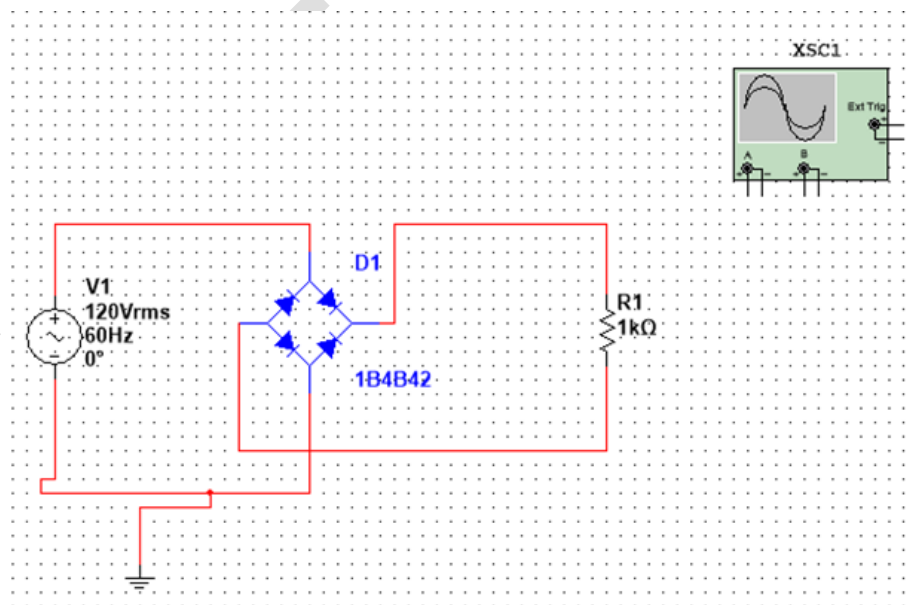 XSC1
Ext Trig
+
-
A
B
+
-
+
-
D1
V1
+
120Vrms
60Hz
-
0°
R1
1kΩ
1B4B42